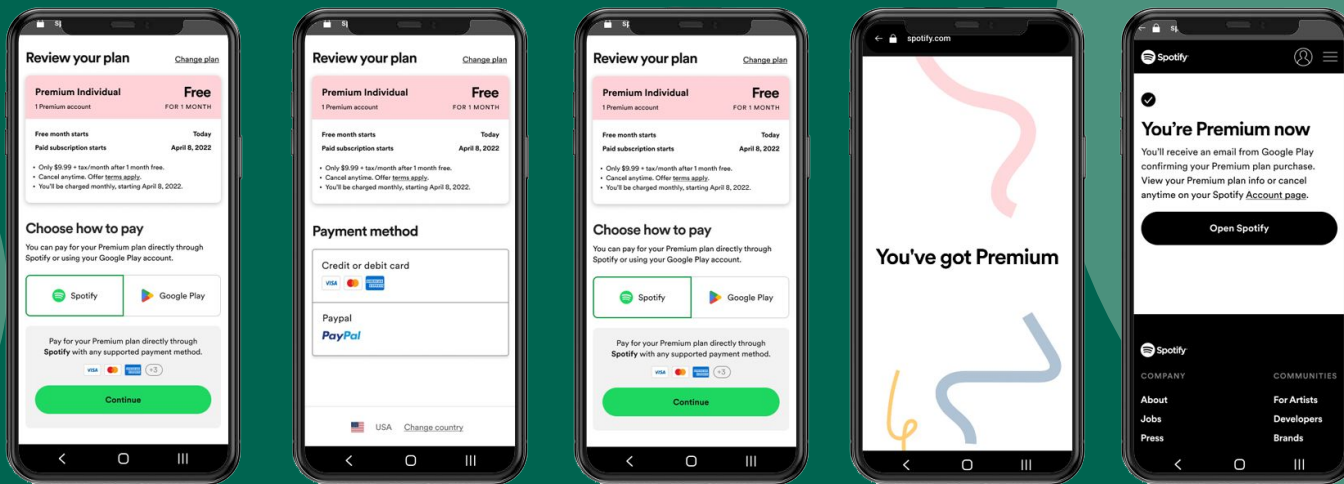 Review your plan
Change plan
Premium Individual
Free
1 Premium account
FOR 1 MONTH
Free month starts
Today
Paid subscription starts
April 8, 2022
• Only $9.99 + tax/month after 1 month free.
• Cancel anytime. Offer terms apply.
• You'll be charged monthly, starting April 8, 2022.
Choose how to pay
You can pay for your Premium plan directly through
Spotify or using your Google Play account.
Spotify
Google Play
Pay for your Premium plan directly through
Spotify with any supported payment method.
VISA
+3
Continue
Review your plan
Change plan
Premium Individual
Free
1 Premium account
FOR 1 MONTH
Free month starts
Today
Paid subscription starts
April 8, 2022
• Only $9.99 + tax/month after 1 month free.
• Cancel anytime. Offer terms apply.
• You'll be charged monthly, starting April 8, 2022.
Payment method
Credit or debit card
VISA
Paypal
PayPal
USA
Change country
Review your plan
Change plan
Premium Individual
Free
1 Premium account
FOR 1 MONTH
Free month starts
Today
Paid subscription starts
April 8, 2022
• Only $9.99 + tax/month after 1 month free.
• Cancel anytime. Offer terms apply.
• You'll be charged monthly, starting April 8, 2022.
Choose how to pay
You can pay for your Premium plan directly through
Spotify or using your Google Play account.
Spotify
Google Play
Pay for your Premium plan directly through
Spotify with any supported payment method.
VISA
+3
Continue
spotify.com
You've got Premium
Spotify
You're Premium now
You'll receive an email from Google Play
confirming your Premium plan purchase.
View your Premium plan info or cancel
anytime on your Spotify Account page.
Open Spotify
Spotify
COMPANY
COMMUNITIES
About
For Artists
Jobs
Developers
Press
Brands